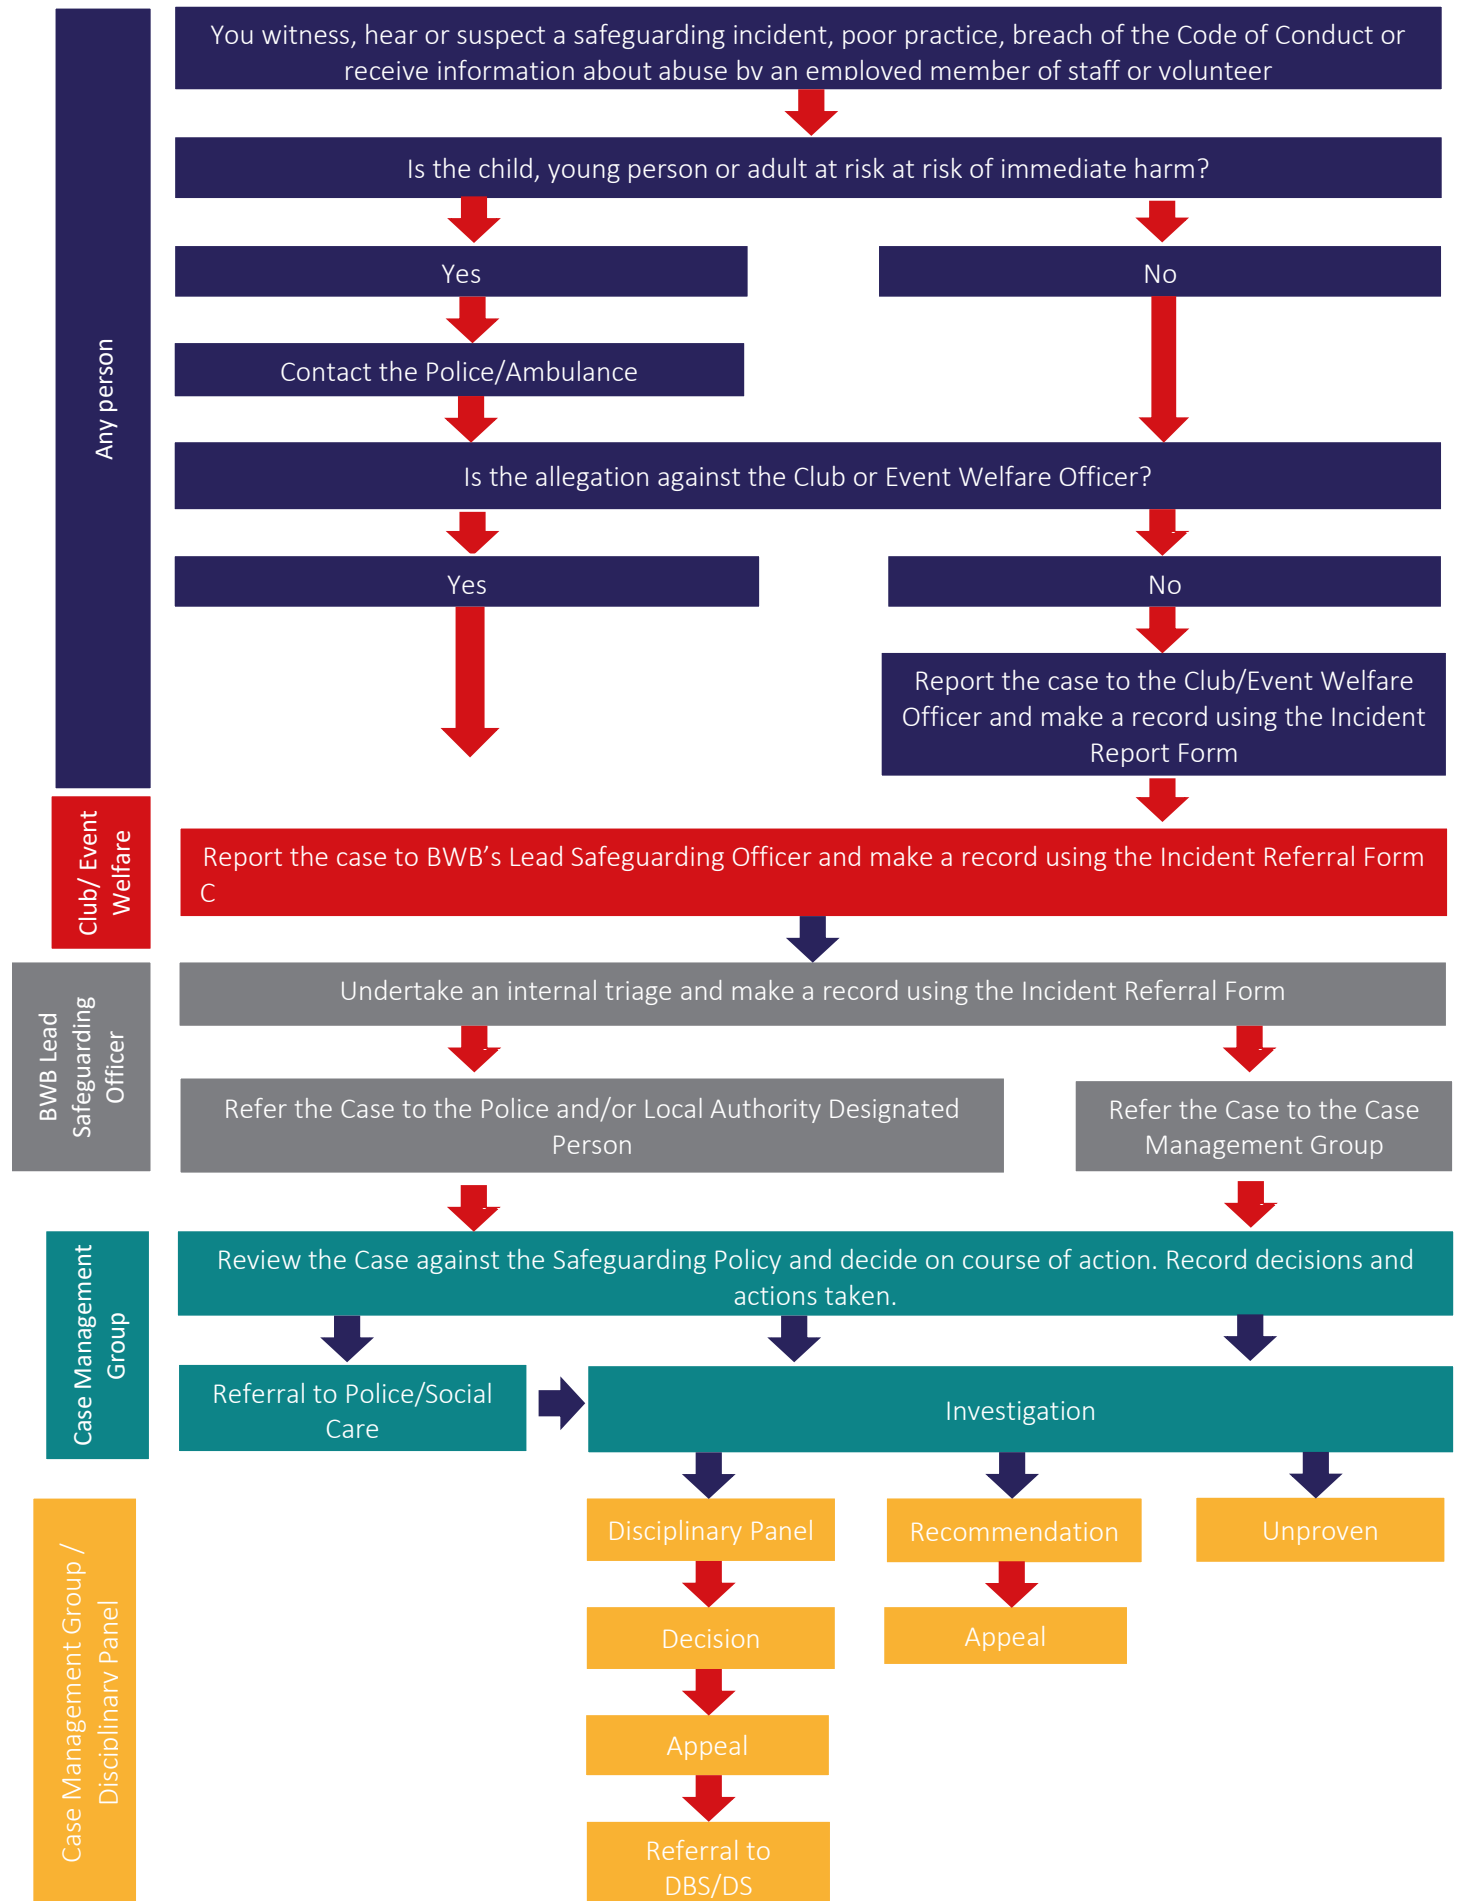 You witness, hear or suspect a safeguarding incident, poor practice, breach of the Code of Conduct or
receive information about abuse by an employed member of staff or volunteer
Is the child, young person or adult at risk at risk of immediate harm?
Yes
No
Contact the Police/Ambulance
Any person
Is the allegation against the Club or Event Welfare Officer?
Yes
No
Report the case to the Club/Event Welfare
Officer and make a record using the Incident
Report Form
Club/ Event
Welfare
Report the case to BWB’s Lead Safeguarding Officer and make a record using the Incident Referral Form
C
BWB Lead
Safeguarding
Officer
Undertake an internal triage and make a record using the Incident Referral Form
Refer the Case to the Police and/or Local Authority Designated
Person
Refer the Case to the Case
Management Group
Case Management
Group
Review the Case against the Safeguarding Policy and decide on course of action. Record decisions and
actions taken.
Referral to Police/Social
Care
Investigation
Case Management Group /
Disciplinary Panel
Disciplinary Panel
Recommendation
Unproven
Decision
Appeal
Appeal
Referral to
DBS/DS